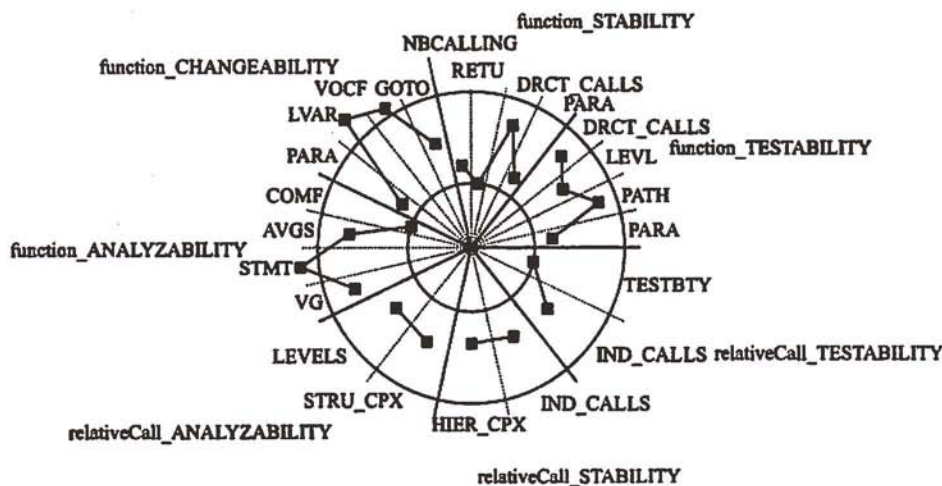 function_STABILITY
NBCALLING
function_CHANGEABILITY
RETU
VOCF GOTO
DRCT_CALLS
LVAR
PARA
DRCT_CALLS
function_TESTABILITY
PARA
LEVL
COMF
PATH
AVGS
PARA
function_ANALYZABILITY
STMT
TESTBTY
VG
LEVELS
IND_CALLS relativeCall_TESTABILITY
STRU_CPX
IND_CALLS
HIER_CPX
relativeCall_ANALYZABILITY
relativeCall_STABILITY